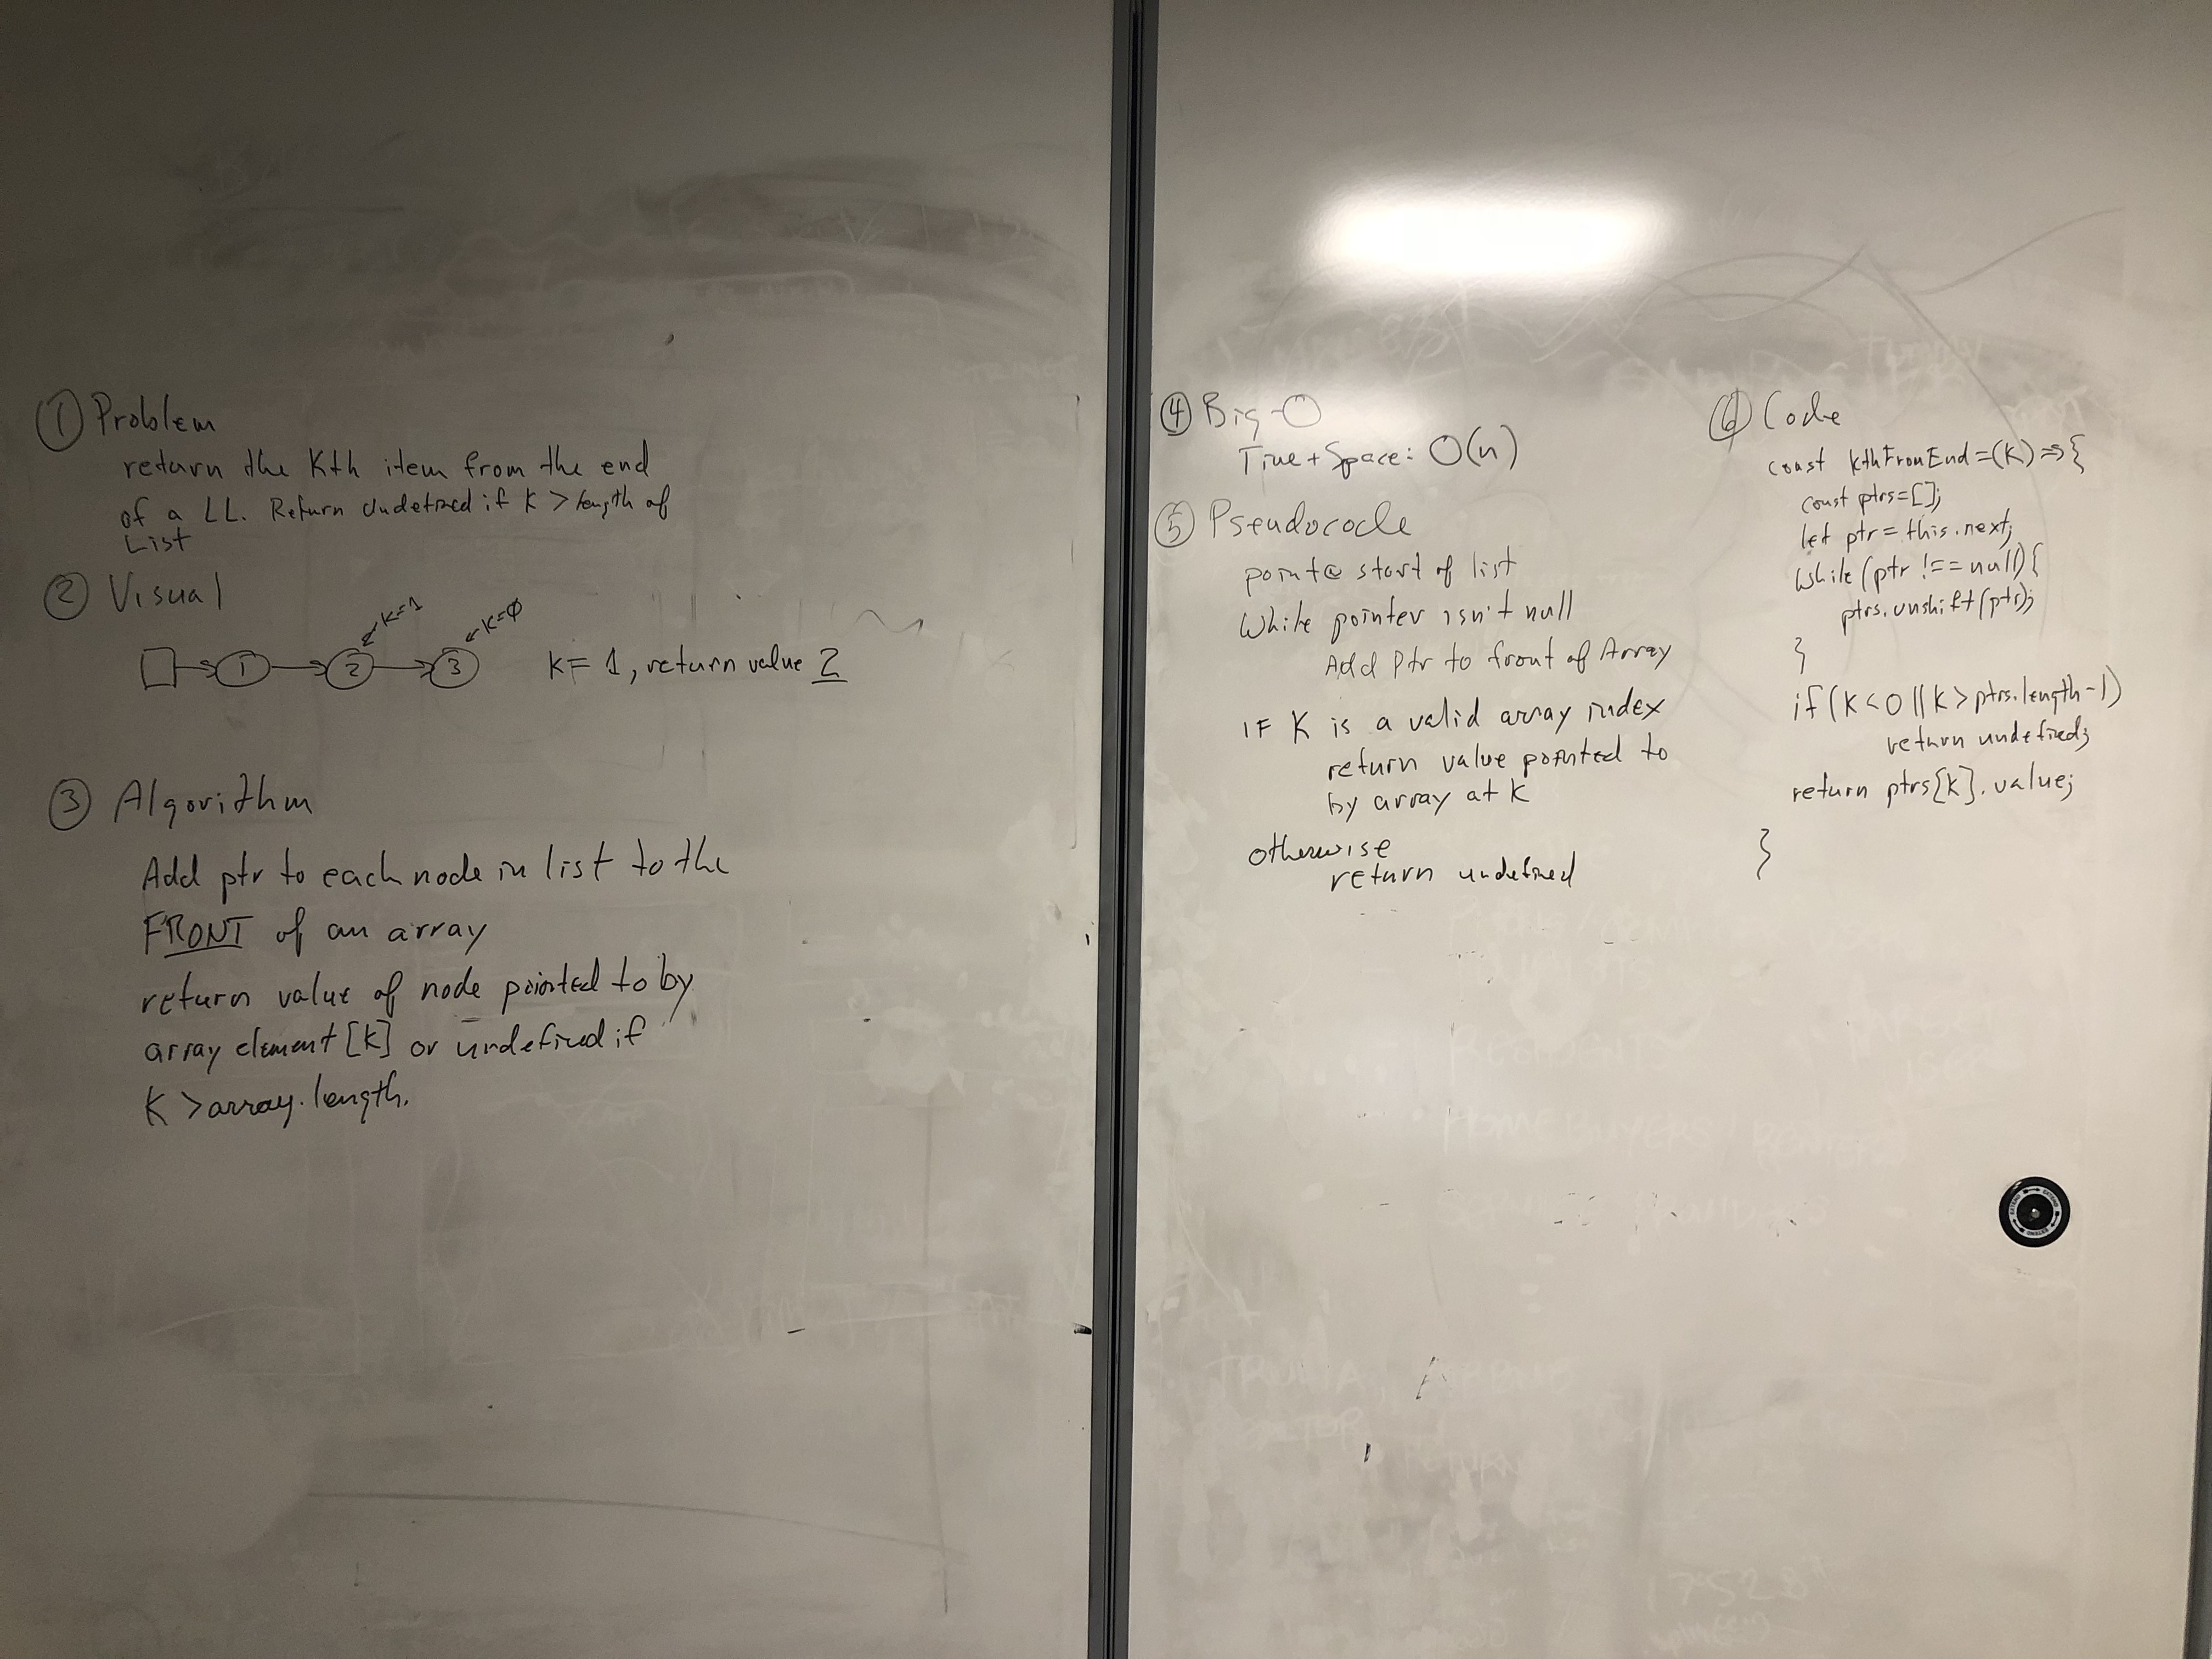 ① Problem
return the Kth item from the end
of a LL. Return undefined if K > length of
List
② Visual
K=1
K=0
1
2
3
K= 1, return value 2
③ Algorithm
Add ptr to each node in list to the
FRONT of an array
return value of node pointed to by
array element [K] or undefined if
K > array.length.
④ Big-O
Time + Space: O(n)
⑤ Pseudocode
point@ start of list
While pointer isn't null
Add Ptr to front of Array
IF K is a valid array index
return value pointed to
by array at K
otherwise
return undefined
⑥ Code
const kthFromEnd=(K)=>{
const ptrs=[];
let ptr=this.next;
While(ptr !== null){
ptrs.unshift(ptr);
}
if(K<0 || K>ptrs.length-1)
return undefined;
return ptrs[K].value;
}
HOME BUYERS